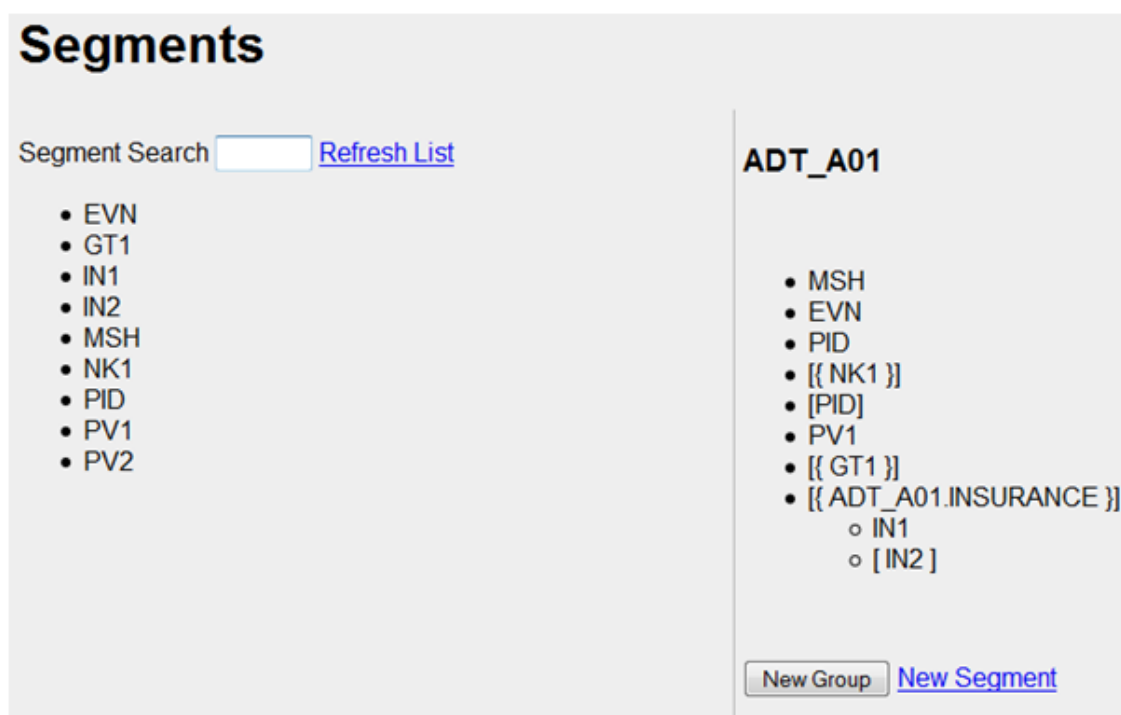 Segments
Segment Search Refresh List
EVN
GT1
IN1
IN2
MSH
NK1
PID
PV1
PV2
ADT_A01
MSH
EVN
PID
[{ NK1 }]
[PID]
PV1
[{ GT1 }]
[{ ADT_A01.INSURANCE }]
IN1
[ IN2 ]
New Group New Segment